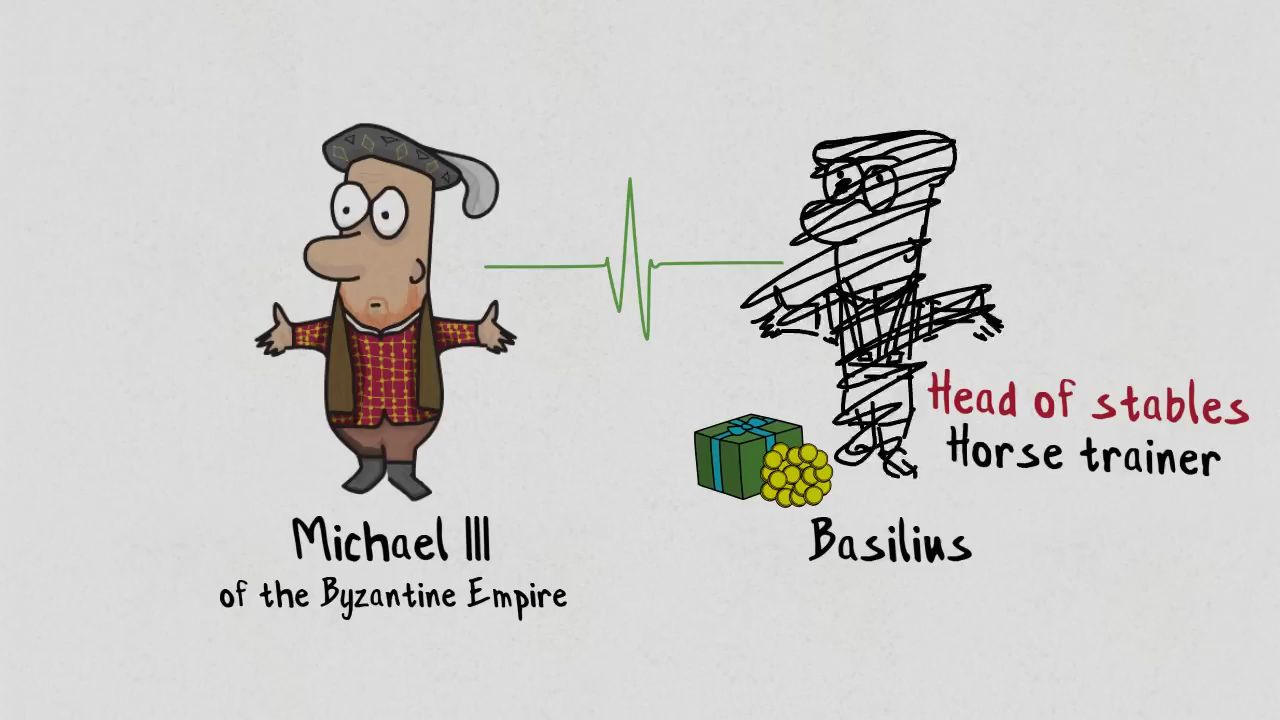 Head of stables
Horse trainer
Michael III
of the Byzantine Empire
Basilius